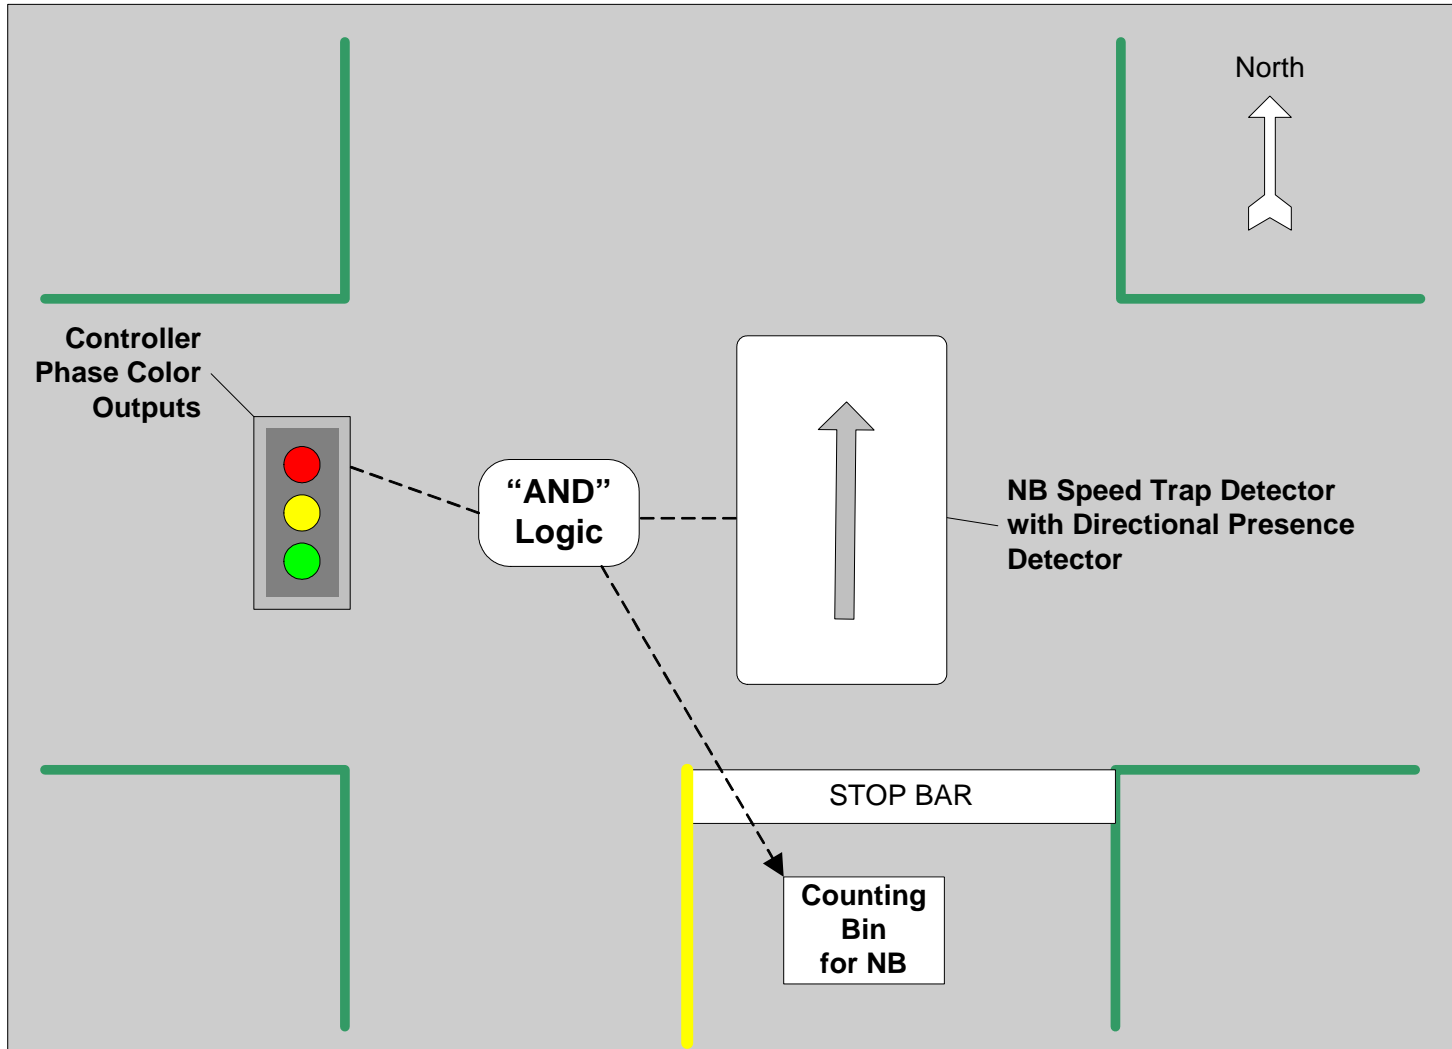 North
Controller
Phase Color
Outputs
“AND”
Logic
NB Speed Trap Detector
with Directional Presence
Detector
STOP BAR
Counting
Bin
for NB